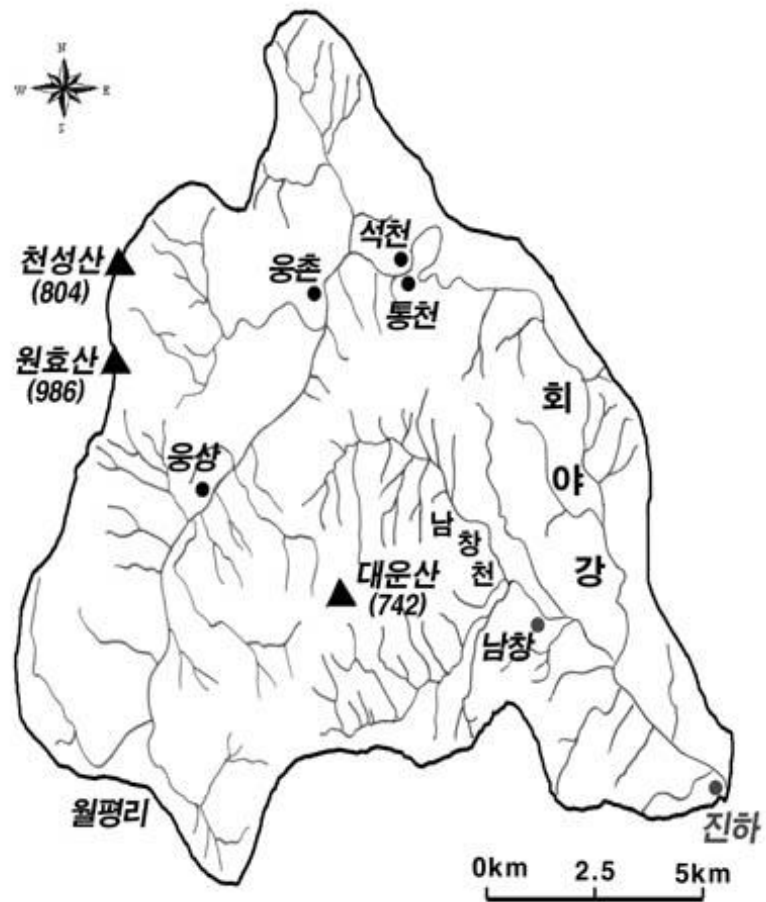 N
W E
S
석천
천성산
(804)
웅촌
통천
원효산
(986)
회
야
강
웅상
남
창
천
대운산
(742)
남창
월평리
진하
0km 2.5 5km